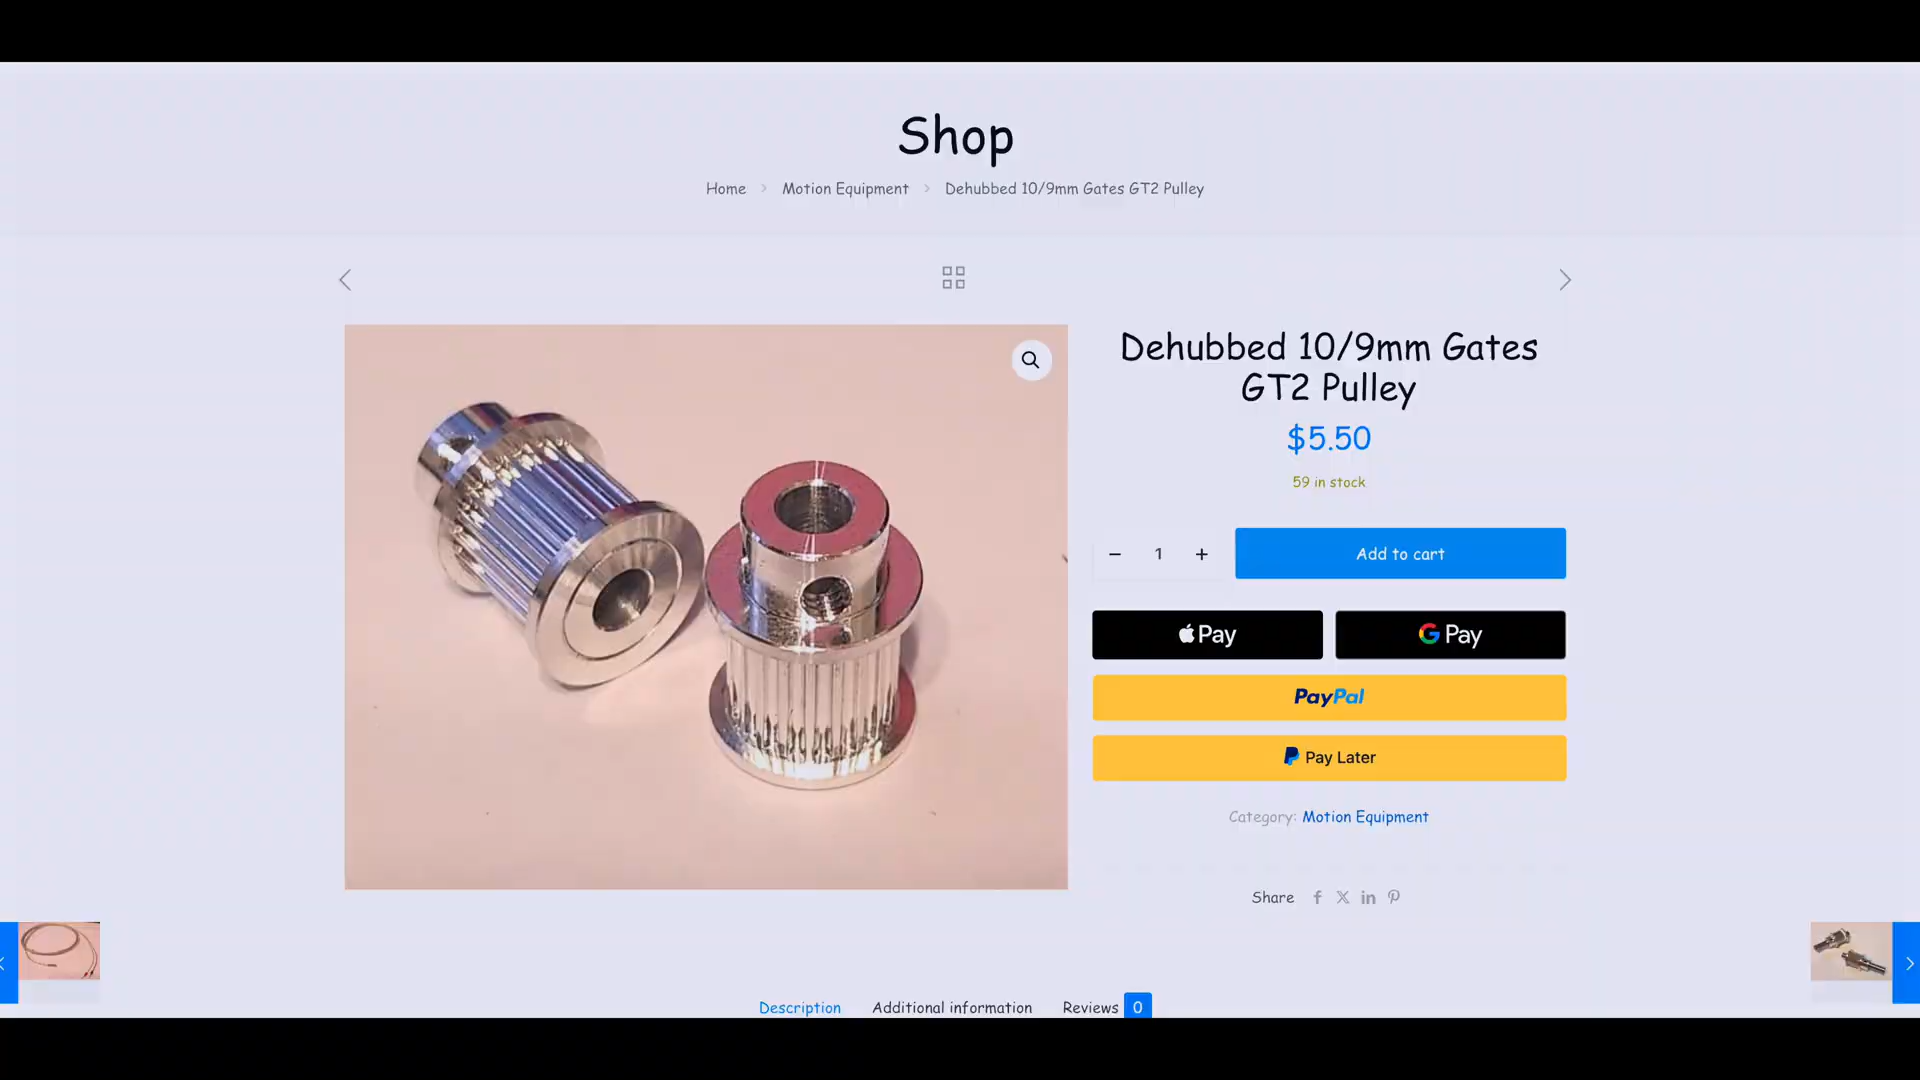 Shop
Home > Motion Equipment > Dehubbed 10/9mm Gates GT2 Pulley
Dehubbed 10/9mm Gates
GT2 Pulley
$5.50
59 in stock
− 1 + Add to cart
Pay G Pay
PayPal
Pay Later
Category: Motion Equipment
Share
Description Additional information Reviews 0